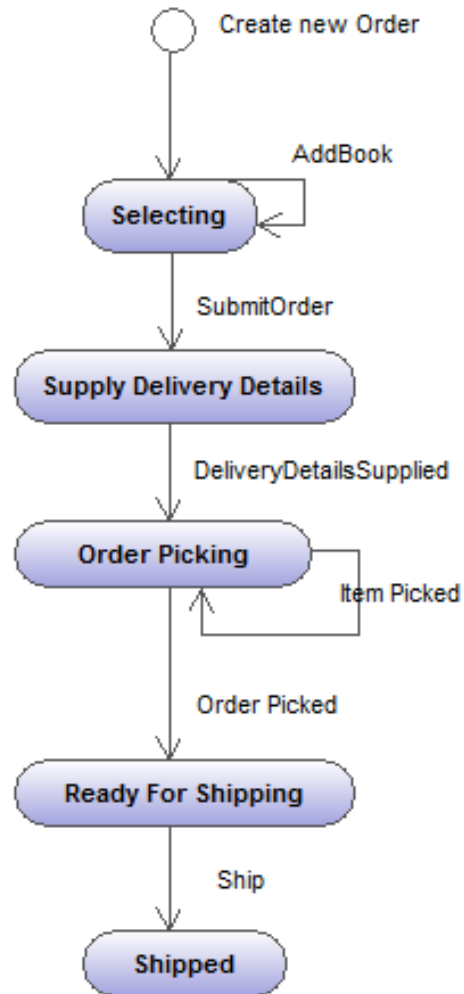 Create new Order
AddBook
Selecting
SubmitOrder
Supply Delivery Details
DeliveryDetailsSupplied
Order Picking
Item Picked
Order Picked
Ready For Shipping
Ship
Shipped